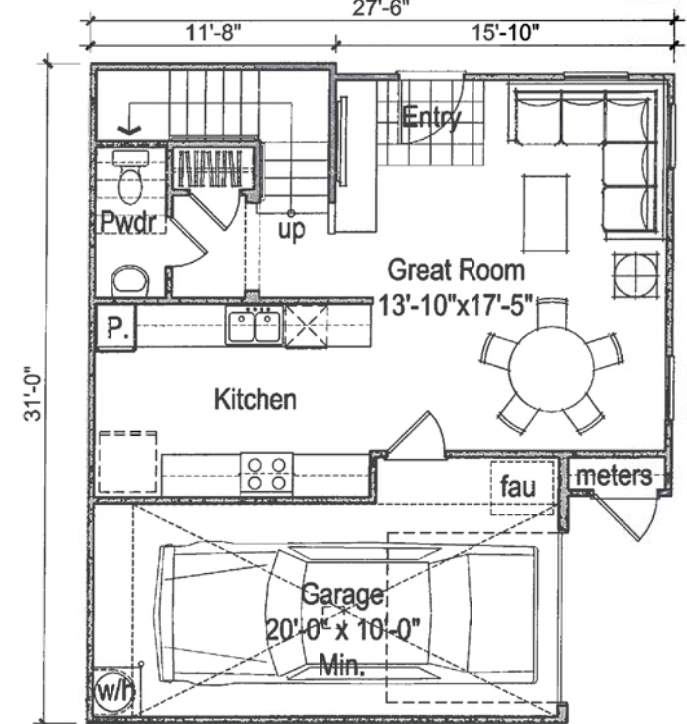 27'-6"
11'-8"
15'-10"
Entry
Pwdr
up
Great Room
13'-10"x17'-5"
P.
31'-0"
Kitchen
fau
meters
Garage
20'-0" x 10'-0"
Min.
w/h